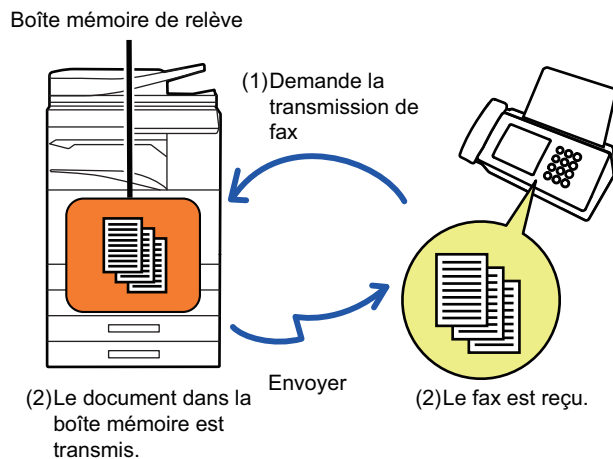 Boîte mémoire de relève
(1)Demande la
transmission de
fax
Envoyer
(2)Le document dans la
boîte mémoire est
transmis.
(2)Le fax est reçu.